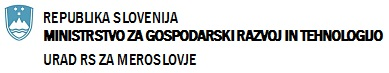 REPUBLIKA SLOVENIJA
MINISTRSTVO ZA GOSPODARSKI RAZVOJ IN TEHNOLOGIJO
URAD RS ZA MEROSLOVJE